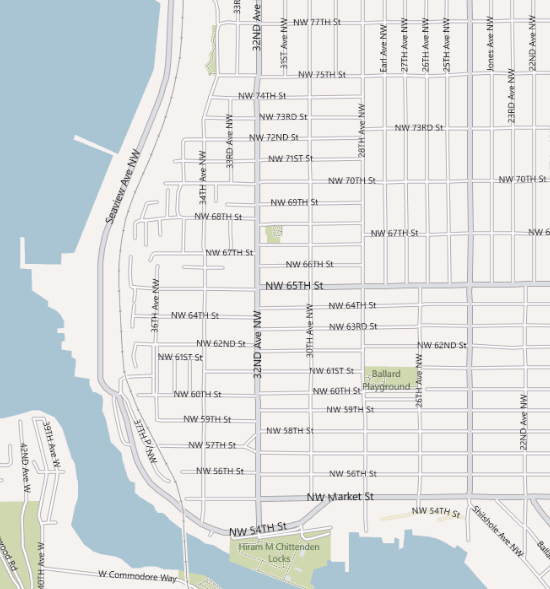 33R
32ND Ave
NW 77TH St
31ST Ave NW
Earl Ave NW
27TH Ave NW
26TH Ave NW
25TH Ave NW
Jones Ave NW
22ND Ave NW
NW 75TH St
NW 74TH St
23RD Ave NW
NW 73RD St
28TH Ave NW
NW 73RD St
33RD Ave NW
NW 72ND St
NW 71ST St
34TH Ave NW
Seaview Ave NW
NW 70TH St
NW 70TH St
NW 69TH St
NW 68TH St
NW 67TH St
NW 6
NW 67TH St
NW 66TH St
NW 65TH St
36TH Ave NW
NW 64TH St
NW 64TH St
NW 63RD St
30TH Ave NW
32ND Ave NW
NW 62ND St
NW 62ND St
NW 61ST St
NW 61ST St
Ballard
Playground
26TH Ave NW
NW 60TH St
NW 60TH St
NW 59TH St
NW 59TH St
22ND Ave NW
37TH Pl NW
NW 58TH St
NW 57TH St
39TH Ave W
42ND Ave W
NW 56TH St
NW 56TH St
NW Market St
NW 54TH St
Shilshole Ave NW
NW 54TH St
Balla
Hiram M Chittenden
Locks
wood Rd
40TH Ave W
W Commodore Way